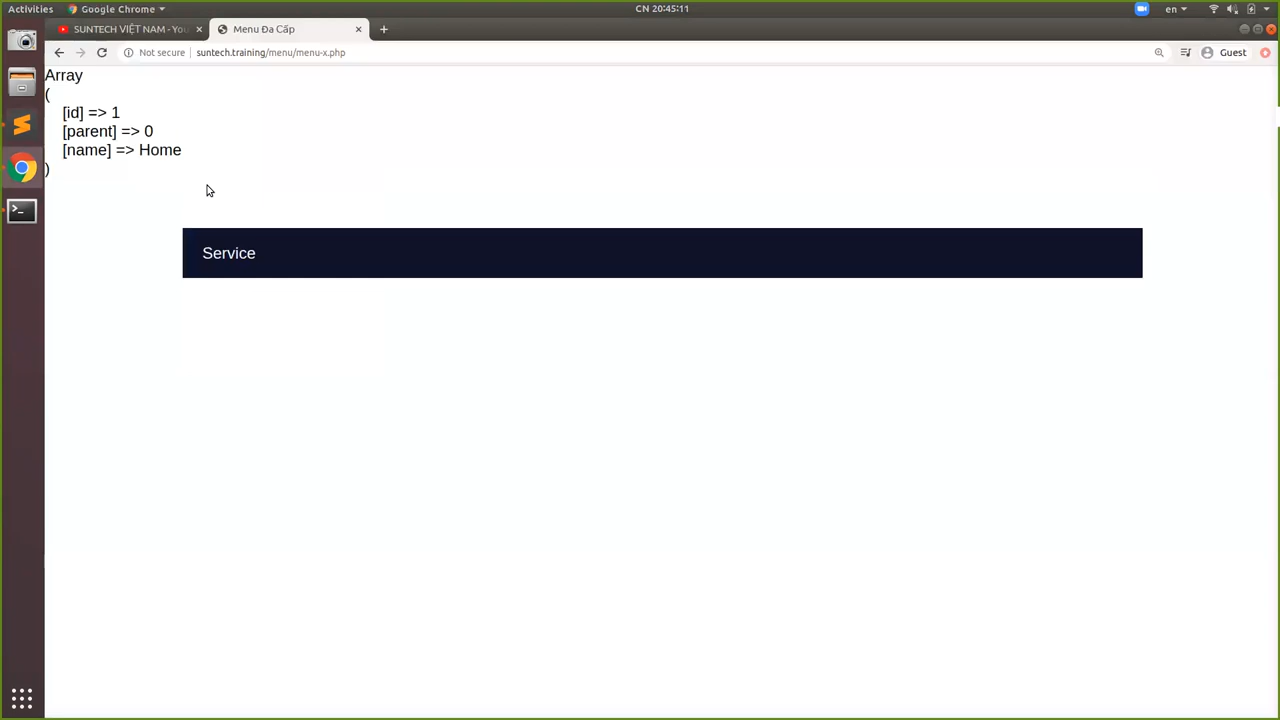 Activities Google Chrome CN 20:45:11 en
SUNTECH VIỆT NAM - You Menu Đa Cấp
Not secure suntech.training/menu/menu-x.php Guest
Array
(
[id] => 1
[parent] => 0
[name] => Home
)
Service